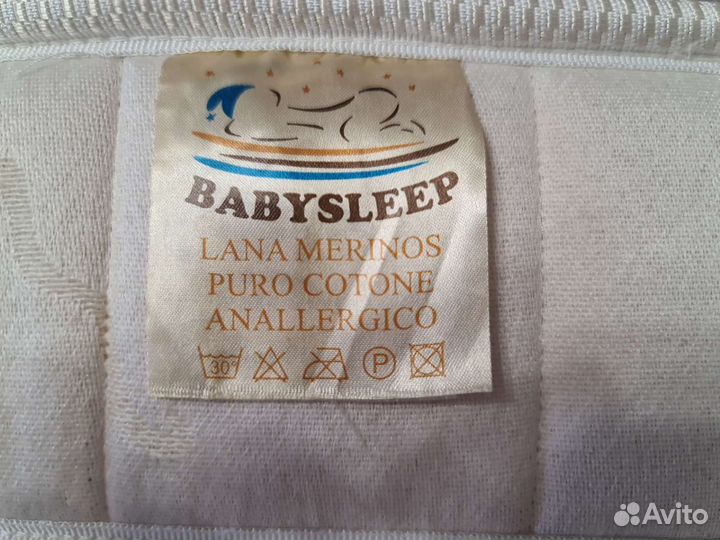 BABYSLEEP
LANA MERINOS
PURO COTONE
ANALLERGICO
30°
P
Avito